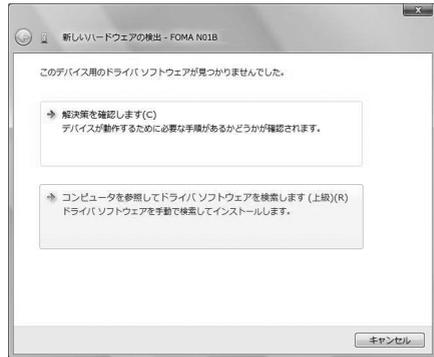 新しいハードウェアの検出 - FOMA N01B
このデバイス用のドライバ ソフトウェアが見つかりませんでした。
解決策を確認します(C)
デバイスが動作するために必要な手順があるかどうかが確認されます。
コンピュータを参照してドライバ ソフトウェアを検索します (上級)(R)
ドライバ ソフトウェアを手動で検索してインストールします。
キャンセル